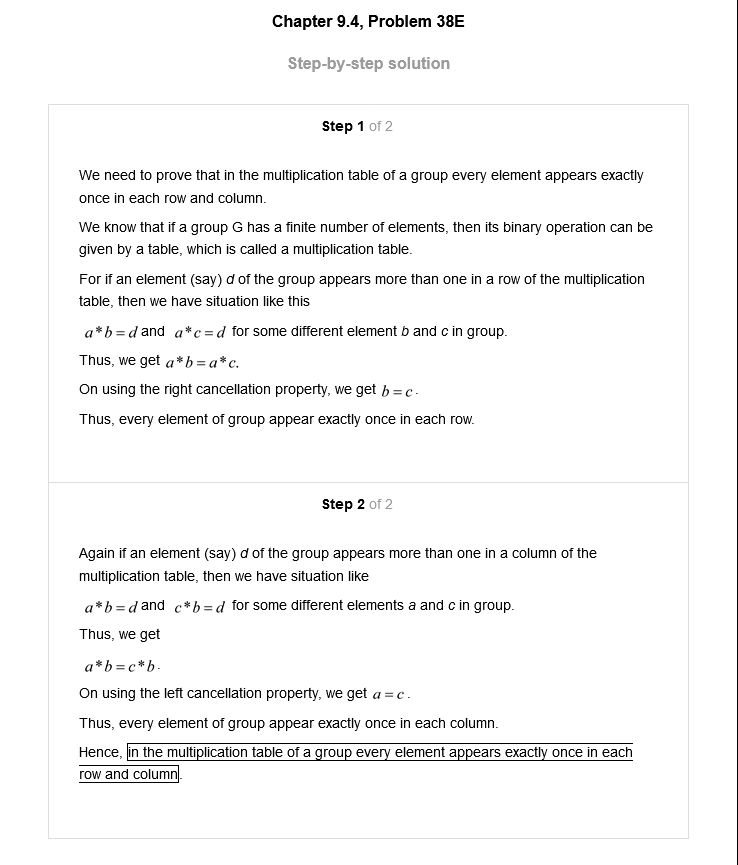 Chapter 9.4, Problem 38E
Step-by-step solution
Step 1 of 2
We need to prove that in the multiplication table of a group every element appears exactly
once in each row and column.
We know that if a group G has a finite number of elements, then its binary operation can be
given by a table, which is called a multiplication table.
For if an element (say) d of the group appears more than one in a row of the multiplication
table, then we have situation like this
a*b=d and a*c=d for some different element b and c in group.
Thus, we get a*b=a*c.
On using the right cancellation property, we get b=c.
Thus, every element of group appear exactly once in each row.
Step 2 of 2
Again if an element (say) d of the group appears more than one in a column of the
multiplication table, then we have situation like
a*b=d and c*b=d for some different elements a and c in group.
Thus, we get
a*b=c*b.
On using the left cancellation property, we get a=c.
Thus, every element of group appear exactly once in each column.
Hence, in the multiplication table of a group every element appears exactly once in each
row and column.